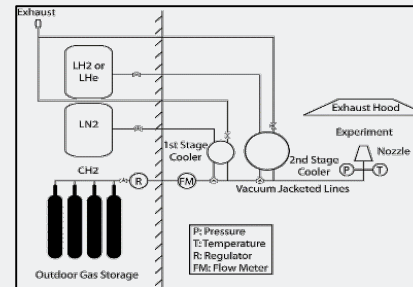 Exhaust
LH2 or
LHe
LN2
1st Stage
Cooler
2nd Stage
Cooler
Exhaust Hood
Experiment
Nozzle
P
T
CH2
R
FM
Vacuum Jacketed Lines
P: Pressure
T: Temperature
R: Regulator
FM: Flow Meter
Outdoor Gas Storage